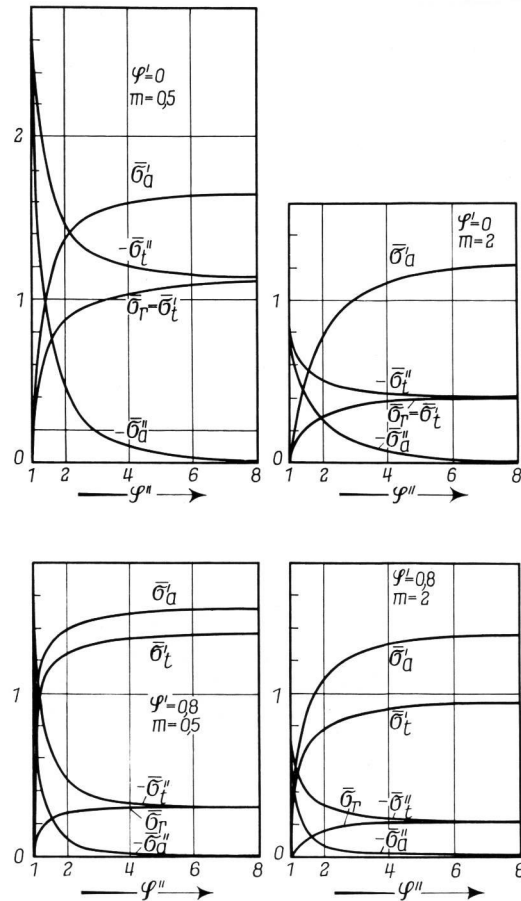 φ'=0
m=0,5
2
σ̄'a
-σ̄"t
1
σ̄r=σ̄'t
-σ̄"a
0
1 2 4 6 8
φ"
φ'=0
m=2
σ̄'a
1
-σ̄"t
σ̄r=σ̄'t
-σ̄"a
0
1 2 4 6 8
φ"
σ̄'a
σ̄'t
1
φ'=0,8
m=0,5
-σ̄"t
σ̄r
-σ̄"a
0
1 2 4 6 8
φ"
φ'=0,8
m=2
σ̄'a
1
σ̄'t
σ̄r
-σ̄"t
-σ̄"a
0
1 2 4 6 8
φ"